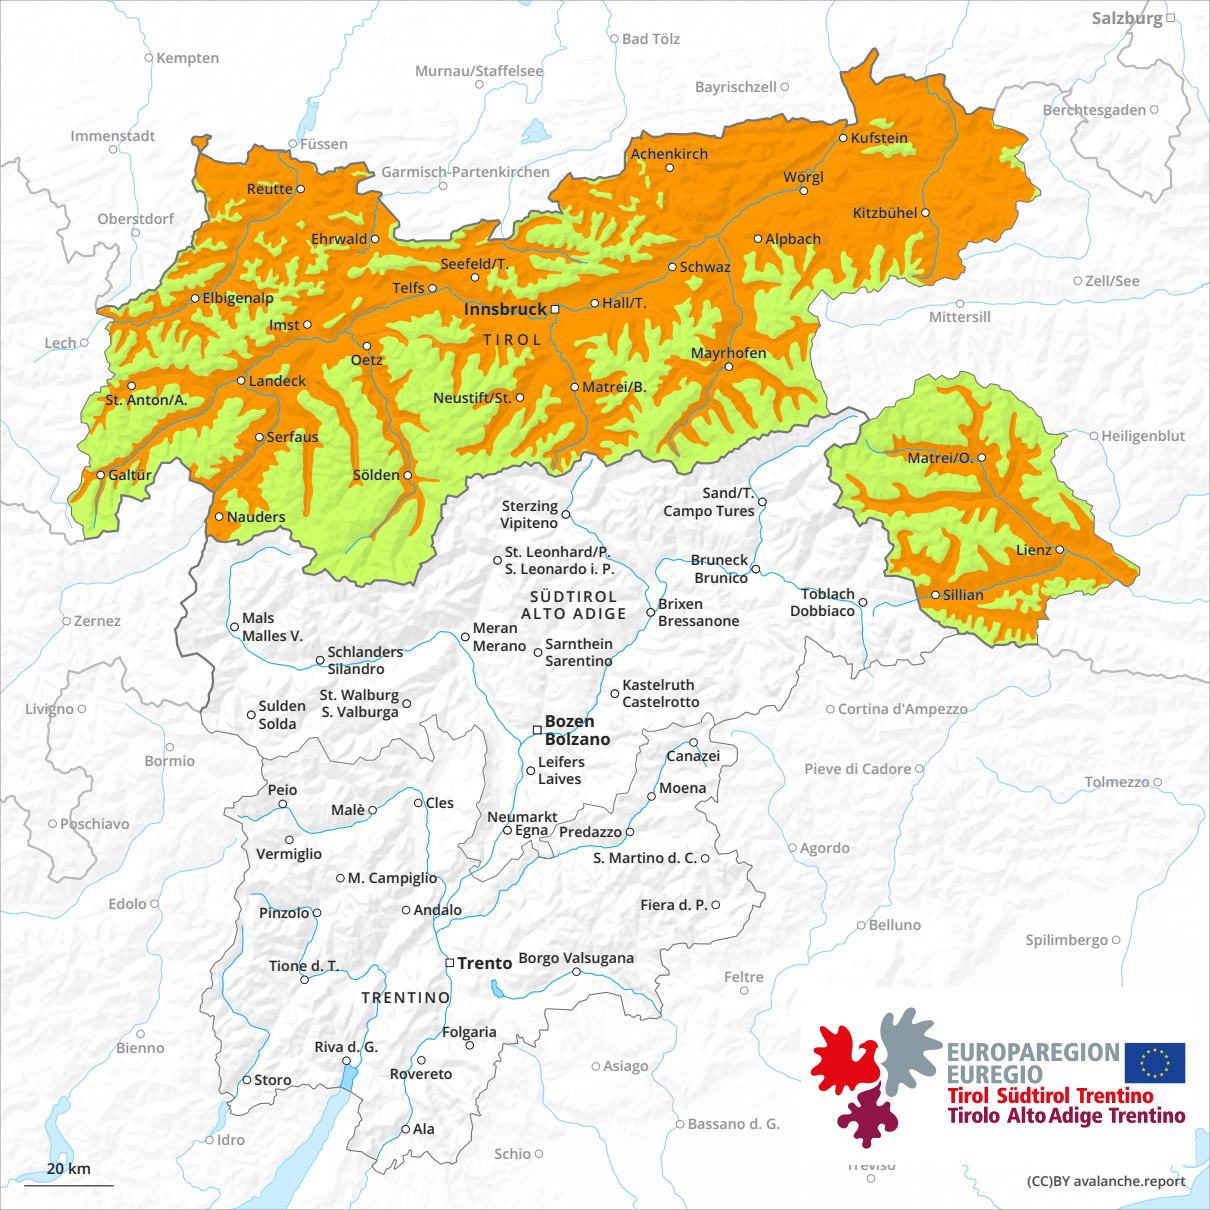 Salzburg
Bad Tölz
Kempten
Murnau/Staffelsee
Bayrischzell
Berchtesgaden
Immenstadt
Füssen
Kufstein
Achenkirch
Garmisch-Partenkirchen
Wörgl
Reutte
Oberstdorf
Kitzbühel
Ehrwald
Alpbach
Seefeld/T.
Schwaz
Zell/See
Telfs
Elbigenalp
Innsbruck
Hall/T.
Mittersill
Imst
TIROL
Lech
Oetz
Mayrhofen
Landeck
Matrei/B.
St. Anton/A.
Neustift/St.
Serfaus
Heiligenblut
Matrei/O.
Galtür
Sölden
Sand/T.
Campo Tures
Sterzing
Vipiteno
Nauders
St. Leonhard/P.
S. Leonardo i. P.
Lienz
Bruneck
Brunico
SÜDTIROL
ALTO ADIGE
Toblach
Dobbiaco
Sillian
Brixen
Bressanone
Zernez
Mals
Malles V.
Meran
Merano
Sarnthein
Sarentino
Schlanders
Silandro
Kastelruth
Castelrotto
St. Walburg
S. Valburga
Livigno
Sulden
Solda
Cortina d'Ampezzo
Bozen
Bolzano
Bormio
Canazei
Leifers
Laives
Pieve di Cadore
Tolmezzo
Peio
Moena
Malè
Cles
Neumarkt
Egna
Predazzo
Poschiavo
Vermiglio
Agordo
S. Martino d. C.
M. Campiglio
Edolo
Pinzolo
Andalo
Fiera d. P.
Belluno
Spilimbergo
Trento
Borgo Valsugana
Tione d. T.
Feltre
TRENTINO
Folgaria
Bienno
Riva d. G.
Rovereto
Asiago
Storo
EUROPAREGION
EUREGIO
Tirol Südtirol Trentino
Tirolo Alto Adige Trentino
Ala
Bassano d. G.
Idro
Schio
Treviso
20 km
(CC)BY avalanche.report